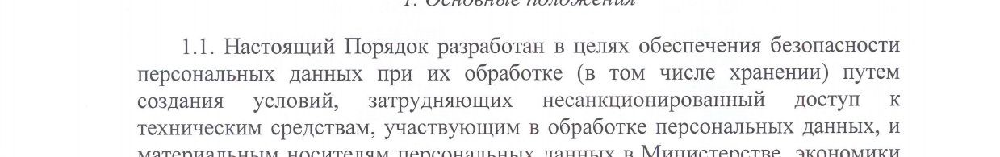 1. Основные положения
1.1. Настоящий Порядок разработан в целях обеспечения безопасности
персональных данных при их обработке (в том числе хранении) путем
создания условий, затрудняющих несанкционированный доступ к
техническим средствам, участвующим в обработке персональных данных, и
материальным носителям персональных данных в Министерстве экономики